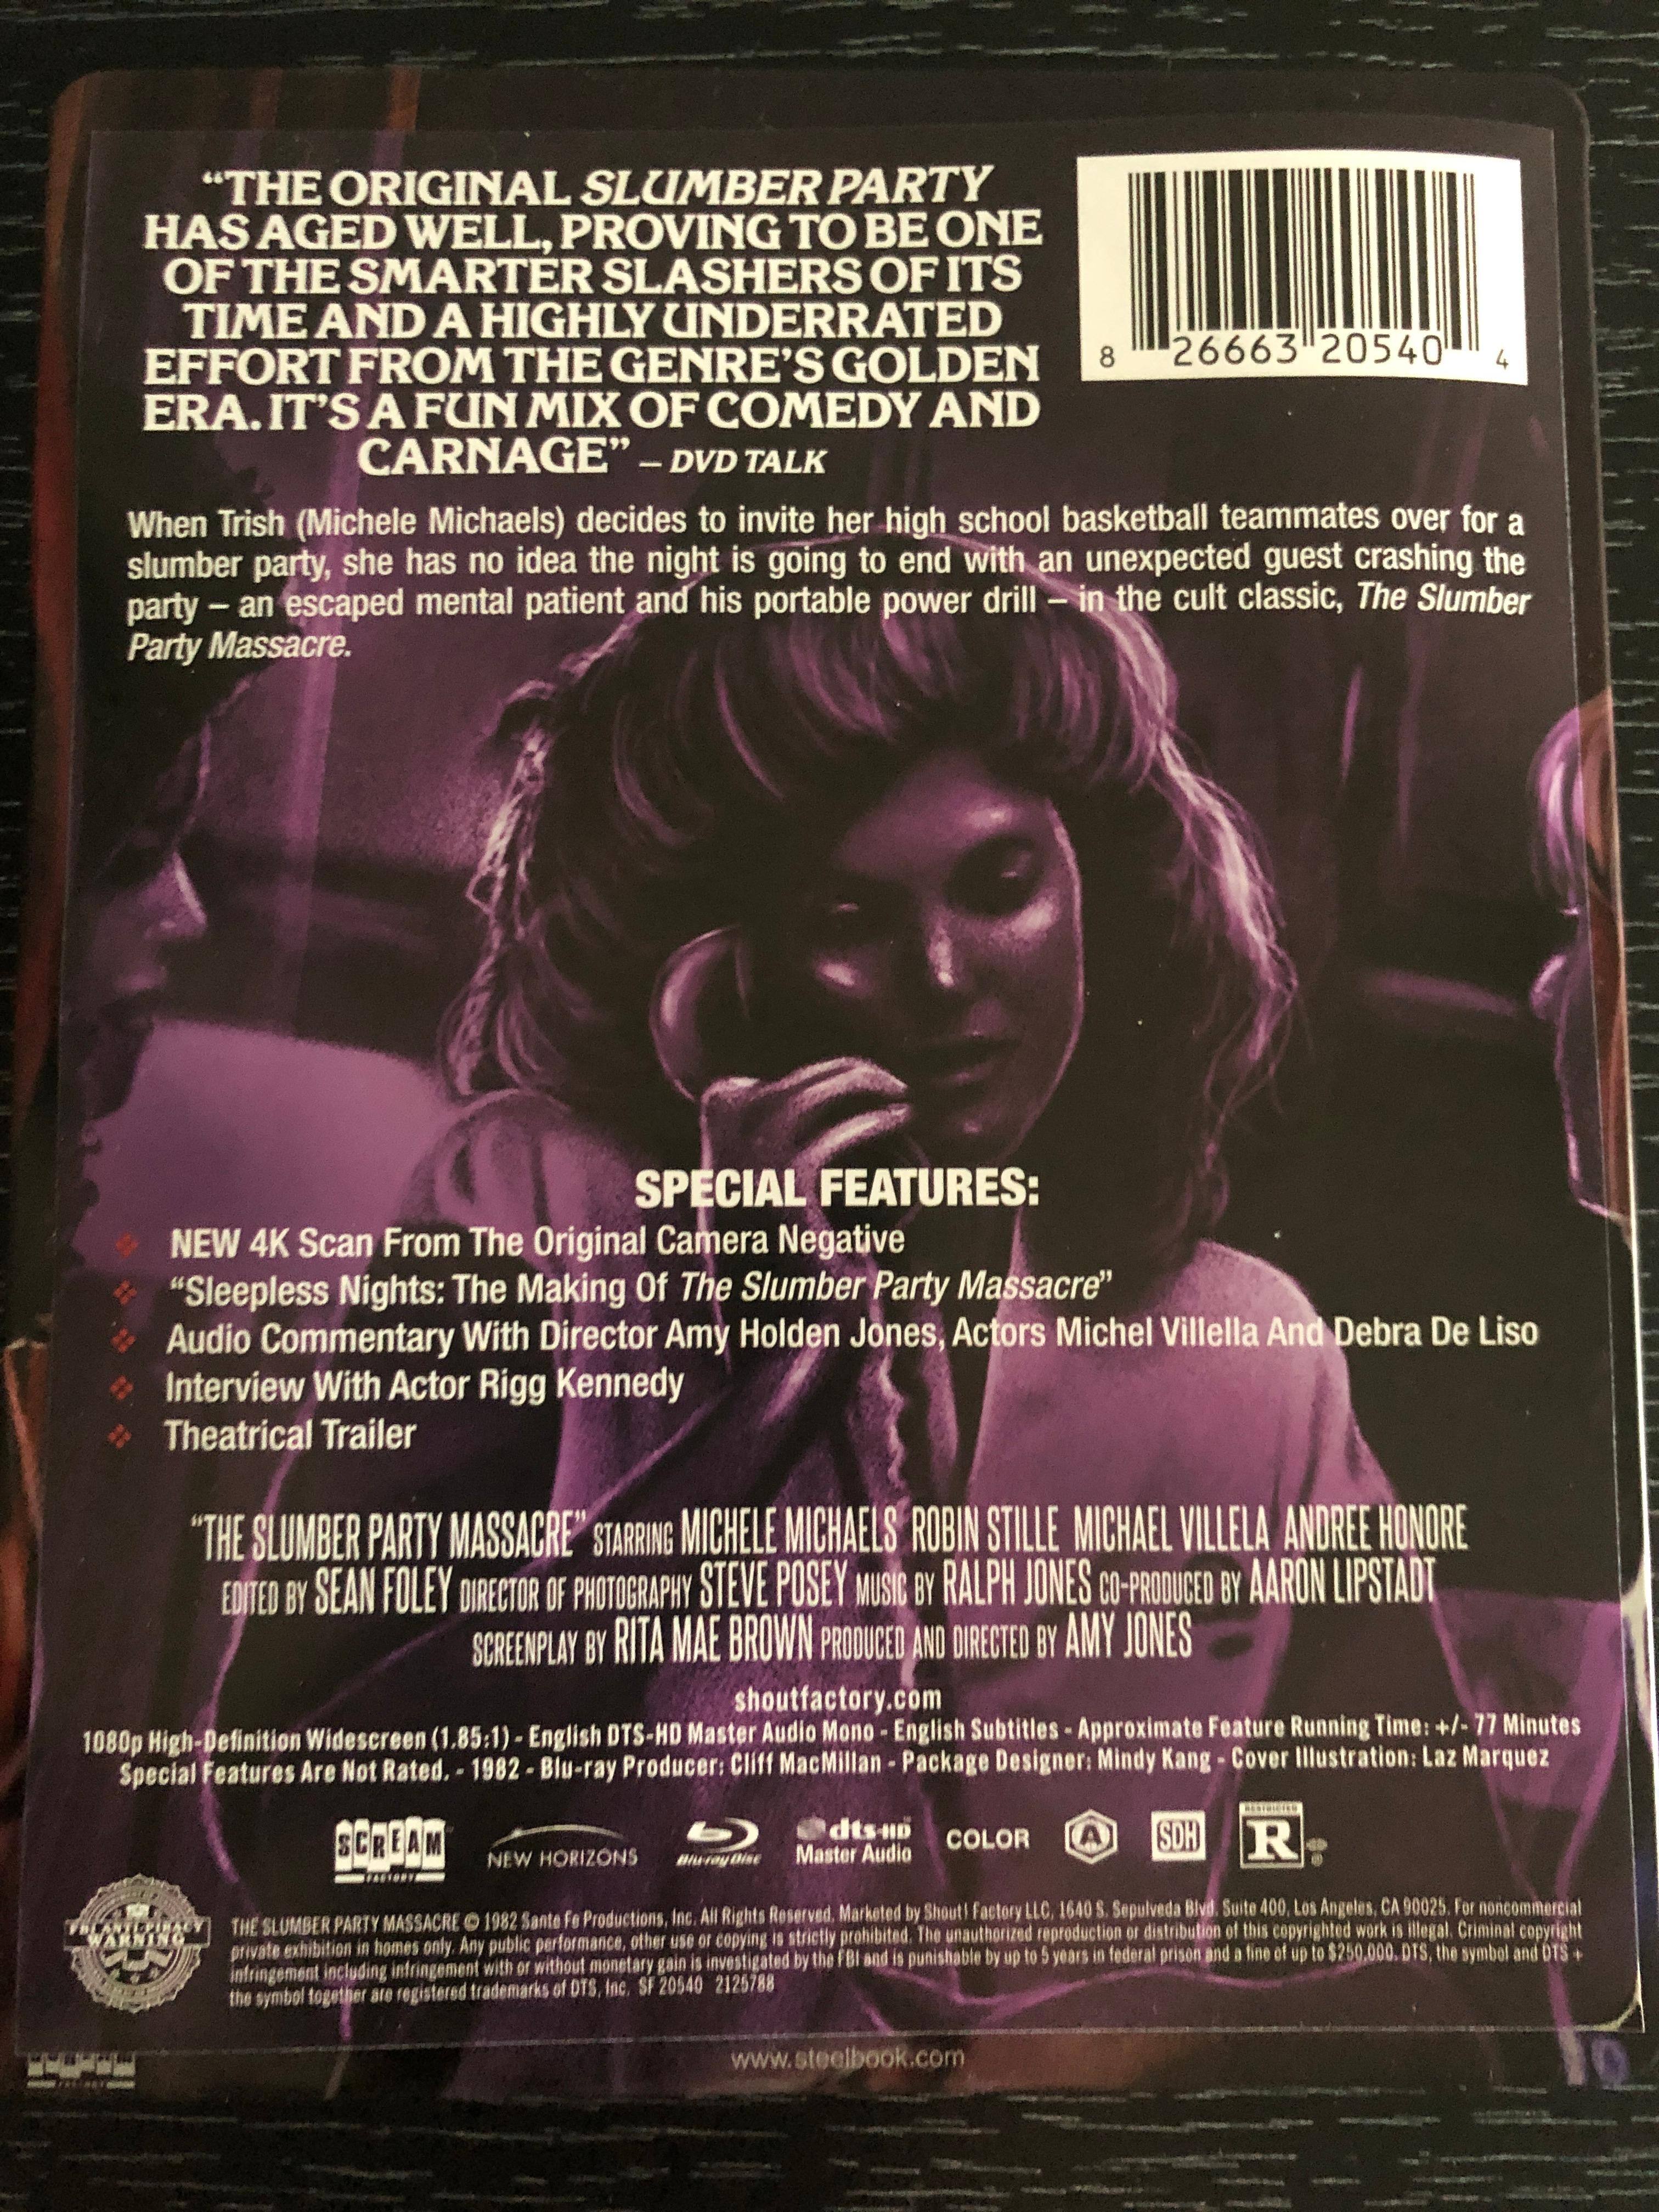 “THE ORIGINAL SLUMBER PARTY
HAS AGED WELL, PROVING TO BE ONE
OF THE SMARTER SLASHERS OF ITS
TIME AND A HIGHLY UNDERRATED
EFFORT FROM THE GENRE’S GOLDEN
ERA. IT’S A FUN MIX OF COMEDY AND
CARNAGE” – DVD TALK
8 26663 20540 4
When Trish (Michele Michaels) decides to invite her high school basketball teammates over for a
slumber party, she has no idea the night is going to end with an unexpected guest crashing the
party – an escaped mental patient and his portable power drill – in the cult classic, The Slumber
Party Massacre.
SPECIAL FEATURES:
NEW 4K Scan From The Original Camera Negative
“Sleepless Nights: The Making Of The Slumber Party Massacre”
Audio Commentary With Director Amy Holden Jones, Actors Michel Villella And Debra De Liso
Interview With Actor Rigg Kennedy
Theatrical Trailer
“THE SLUMBER PARTY MASSACRE” STARRING MICHELE MICHAELS ROBIN STILLE MICHAEL VILLELA ANDREE HONORE
EDITED BY SEAN FOLEY DIRECTOR OF PHOTOGRAPHY STEVE POSEY MUSIC BY RALPH JONES CO-PRODUCED BY AARON LIPSTADT
SCREENPLAY BY RITA MAE BROWN PRODUCED AND DIRECTED BY AMY JONES
shoutfactory.com
1080p High-Definition Widescreen (1.85:1) - English DTS-HD Master Audio Mono - English Subtitles - Approximate Feature Running Time: +/- 77 Minutes
Special Features Are Not Rated. - 1982 - Blu-ray Producer: Cliff MacMillan - Package Designer: Mindy Kang - Cover Illustration: Laz Marquez
SCREAM FACTORY
NEW HORIZONS
Blu-ray Disc
dts-HD Master Audio
COLOR
A
SDH
RESTRICTED R
FBI ANTI-PIRACY WARNING
THE SLUMBER PARTY MASSACRE © 1982 Santa Fe Productions, Inc. All Rights Reserved. Marketed by Shout! Factory LLC, 1640 S. Sepulveda Blvd. Suite 400, Los Angeles, CA 90025. For noncommercial
private exhibition in homes only. Any public performance, other use or copying is strictly prohibited. The unauthorized reproduction or distribution of this copyrighted work is illegal. Criminal copyright
infringement including infringement with or without monetary gain is investigated by the FBI and is punishable by up to 5 years in federal prison and a fine of up to $250,000. DTS, the symbol and DTS +
the symbol together are registered trademarks of DTS, Inc. SF 20540 2125788
www.steelbook.com